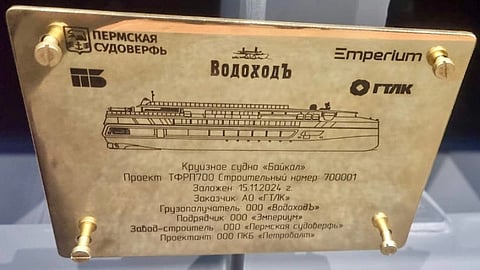 ПЕРМСКАЯ
СУДОВЕРФЬ
ВодоходЪ
Emperium
ПБ
ГТЛК
Круизное судно «Байкал»
Проект ТФРП700 Строительный номер 700001
Заложен 15.11.2024 г.
Заказчик АО «ГТЛК»
Грузополучатель ООО «ВодоходЪ»
Подрядчик ООО «Эмпериум»
Завод-строитель ООО «Пермская судоверфь»
Проектант ООО ПКБ «Петробалт»